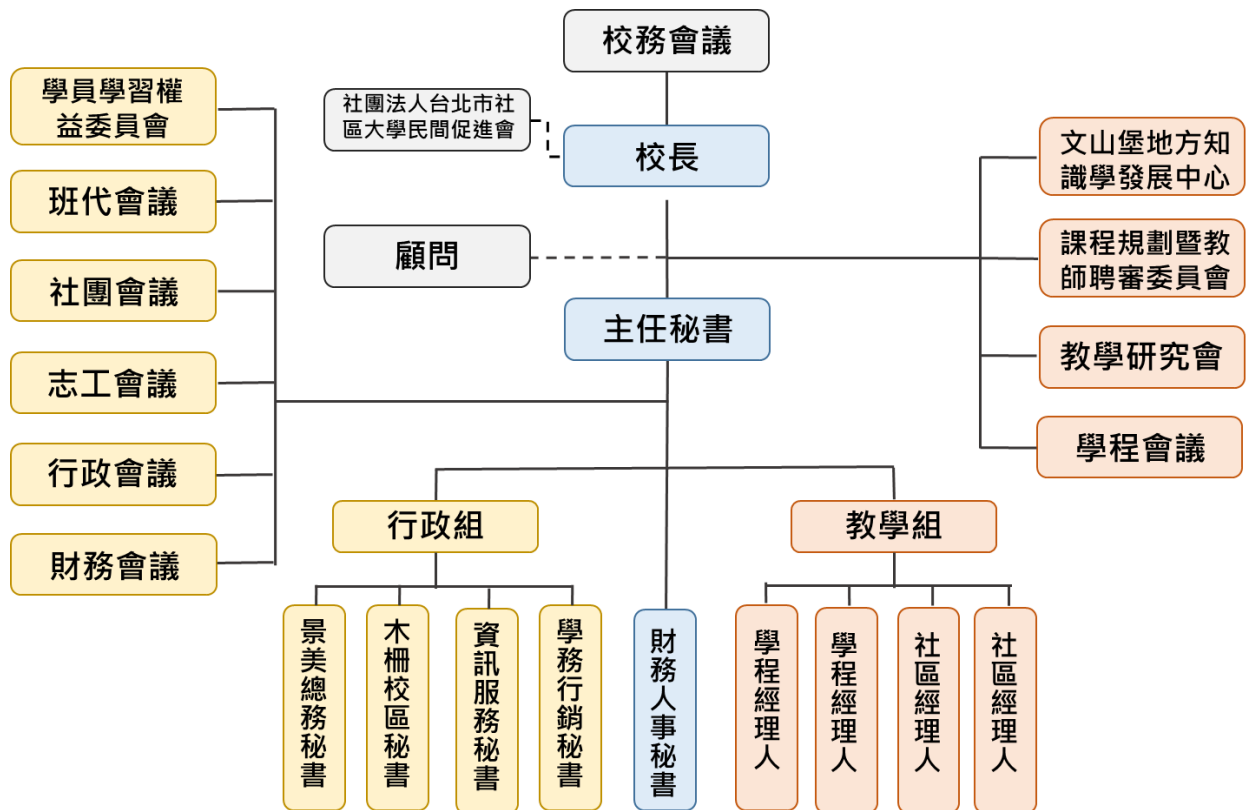 校務會議
社團法人台北市社
區大學民間促進會
校長
顧問
主任秘書
學員學習權
益委員會
班代會議
社團會議
志工會議
行政會議
財務會議
文山堡地方知
識學發展中心
課程規劃暨教
師聘審委員會
教學研究會
學程會議
行政組
教學組
景美總務秘書
木柵校區秘書
資訊服務秘書
學務行銷秘書
財務人事秘書
學程經理人
學程經理人
社區經理人
社區經理人